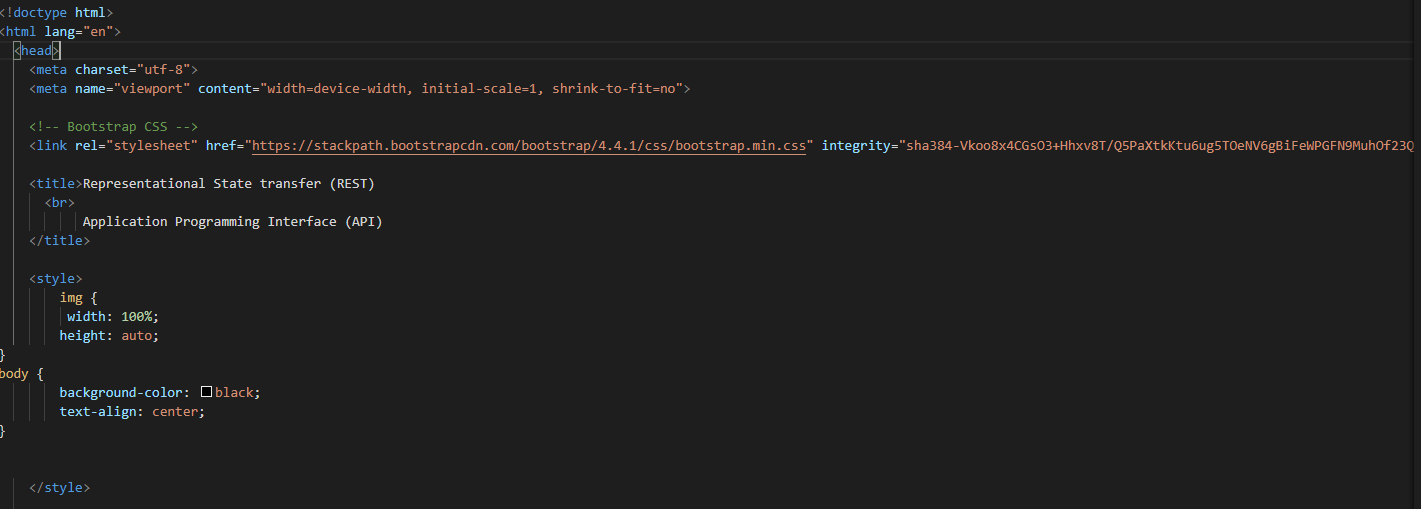 <!doctype html>
<html lang="en">
<head>
<meta charset="utf-8">
<meta name="viewport" content="width=device-width, initial-scale=1, shrink-to-fit=no">
<!-- Bootstrap CSS -->
<link rel="stylesheet" href="https://stackpath.bootstrapcdn.com/bootstrap/4.4.1/css/bootstrap.min.css" integrity="sha384-Vkoo8x4CGsO3+Hhxv8T/Q5PaXtkKtu6ug5TOeNV6gBiFeWPGFN9MuhOf23Q
<title>Representational State transfer (REST)
<br>
Application Programming Interface (API)
</title>
<style>
img {
width: 100%;
height: auto;
}
body {
background-color: black;
text-align: center;
}
</style>